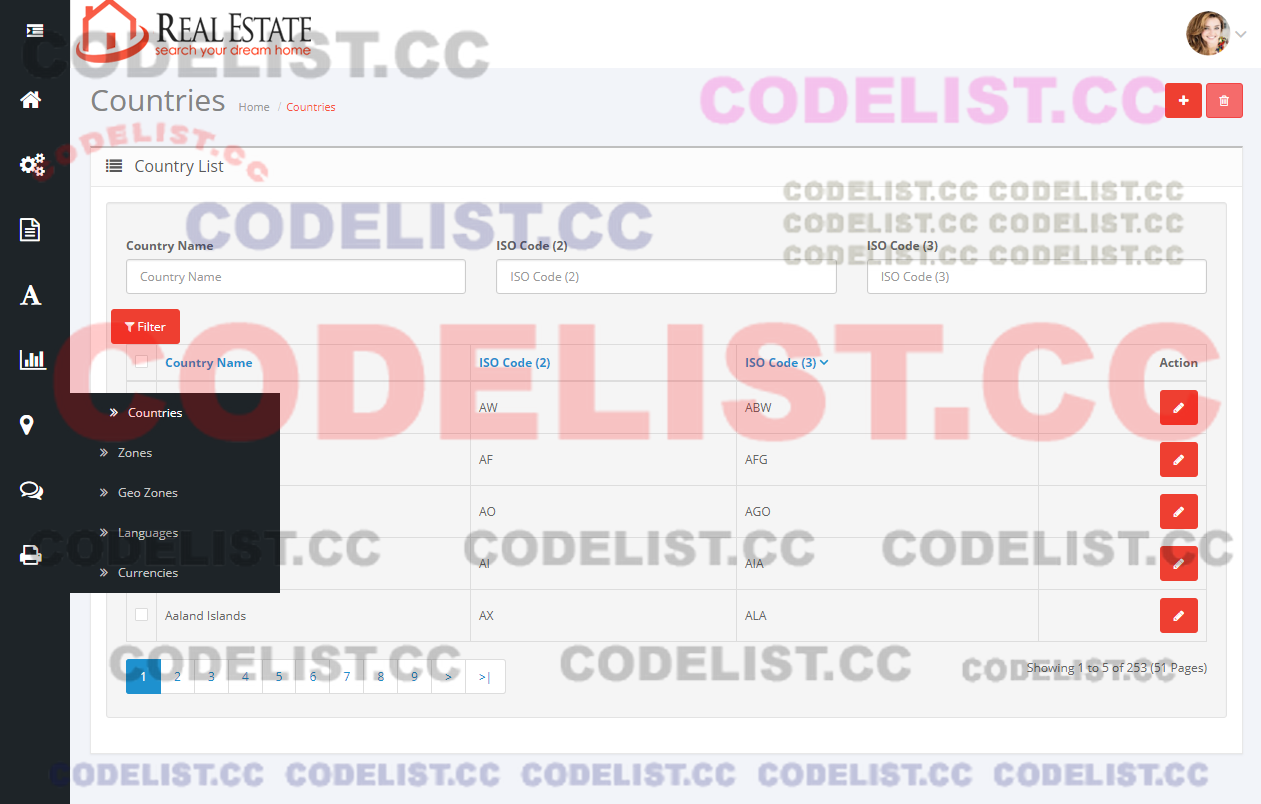 REAL ESTATE
search your dream home
CODELIST.CC
Countries Home / Countries
CODELIST.CC
CODELIST.CC
Country List
CODELIST.CC CODELIST.CC
CODELIST.CC
CODELIST.CC CODELIST.CC
Country Name ISO Code (2) ISO Code (3)
CODELIST.CC CODELIST.CC
Country Name ISO Code (2) ISO Code (3)
Filter
CODELIST.CC
Country Name ISO Code (2) ISO Code (3) Action
AW ABW
Countries
Zones
AF AFG
Geo Zones
AO AGO
Languages
CODELIST.CC CODELIST.CC CODELIST.CC
AI AIA
Currencies
Aaland Islands AX ALA
CODELIST.CC CODELIST.CC CODELIST.CC
1 2 3 4 5 6 7 8 9 > >|
Showing 1 to 5 of 253 (51 Pages)
CODELIST.CC CODELIST.CC CODELIST.CC CODELIST.CC CODELIST.CC